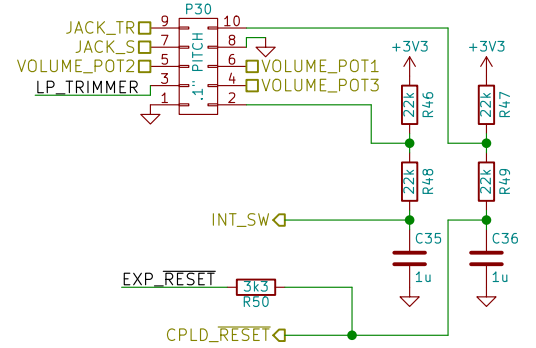 P30
JACK_TR 9 10
JACK_S 7 8
VOLUME_POT2 5 6 VOLUME_POT1
LP_TRIMMER 3 4 VOLUME_POT3
1 2
.1" PITCH
+3V3 +3V3
22k R46 22k R47
22k R48 22k R49
INT_SW
C35 C36
1u 1u
EXP_RESET 3k3
R50
CPLD_RESET